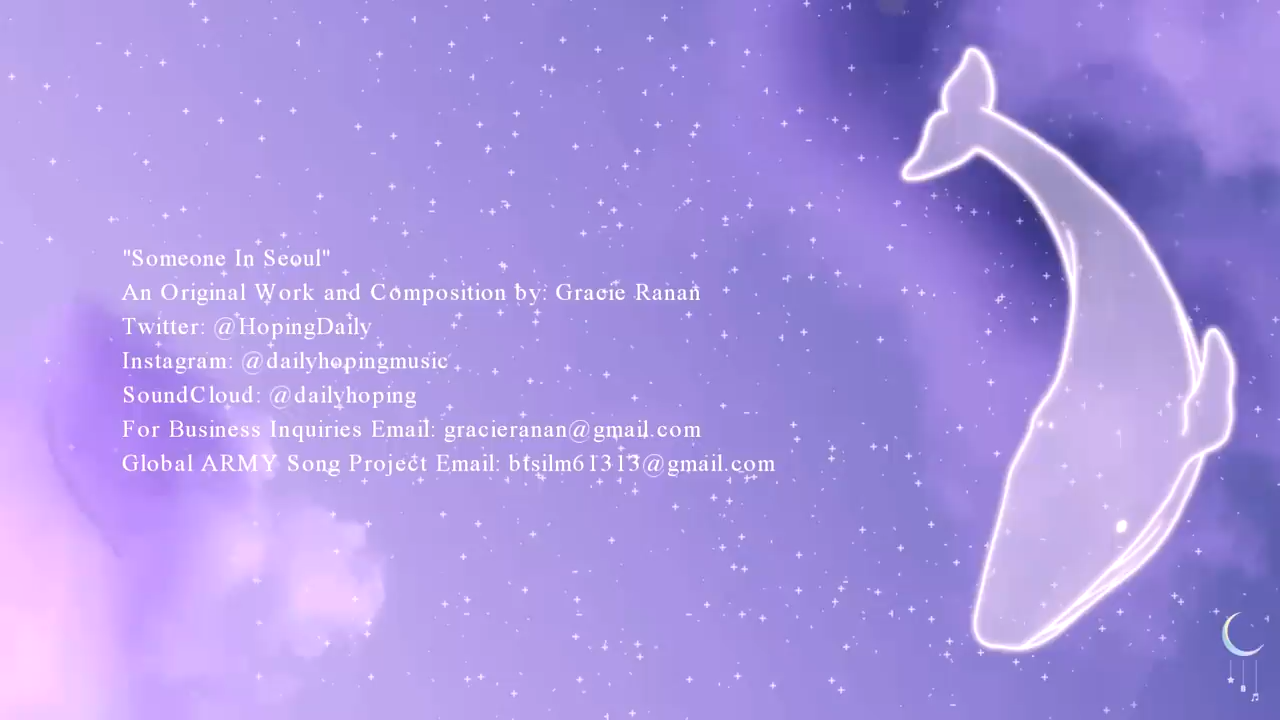 "Someone In Seoul"
An Original Work and Composition by: Gracie Ranan
Twitter: @HopingDaily
Instagram: @dailyhopingmusic
SoundCloud: @dailyhoping
For Business Inquiries Email: gracieranan@gmail.com
Global ARMY Song Project Email: btsilm61313@gmail.com